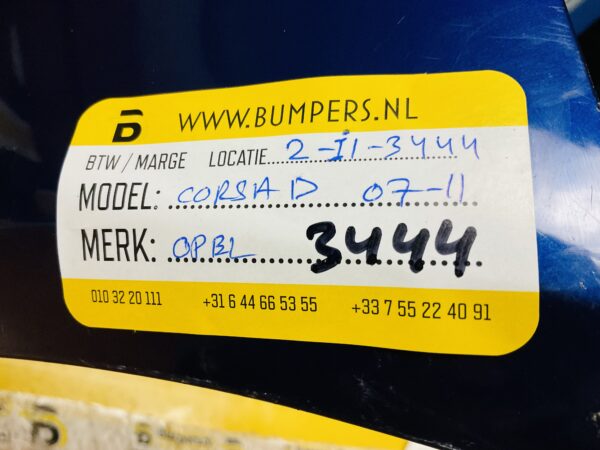 B WWW.BUMPERS.NL
BTW / MARGE LOCATIE 2-I1-3444
MODEL: CORSA D 07-11
MERK: OPBL 3444
010 32 20 111 +31 6 44 66 53 55 +33 7 55 22 40 91